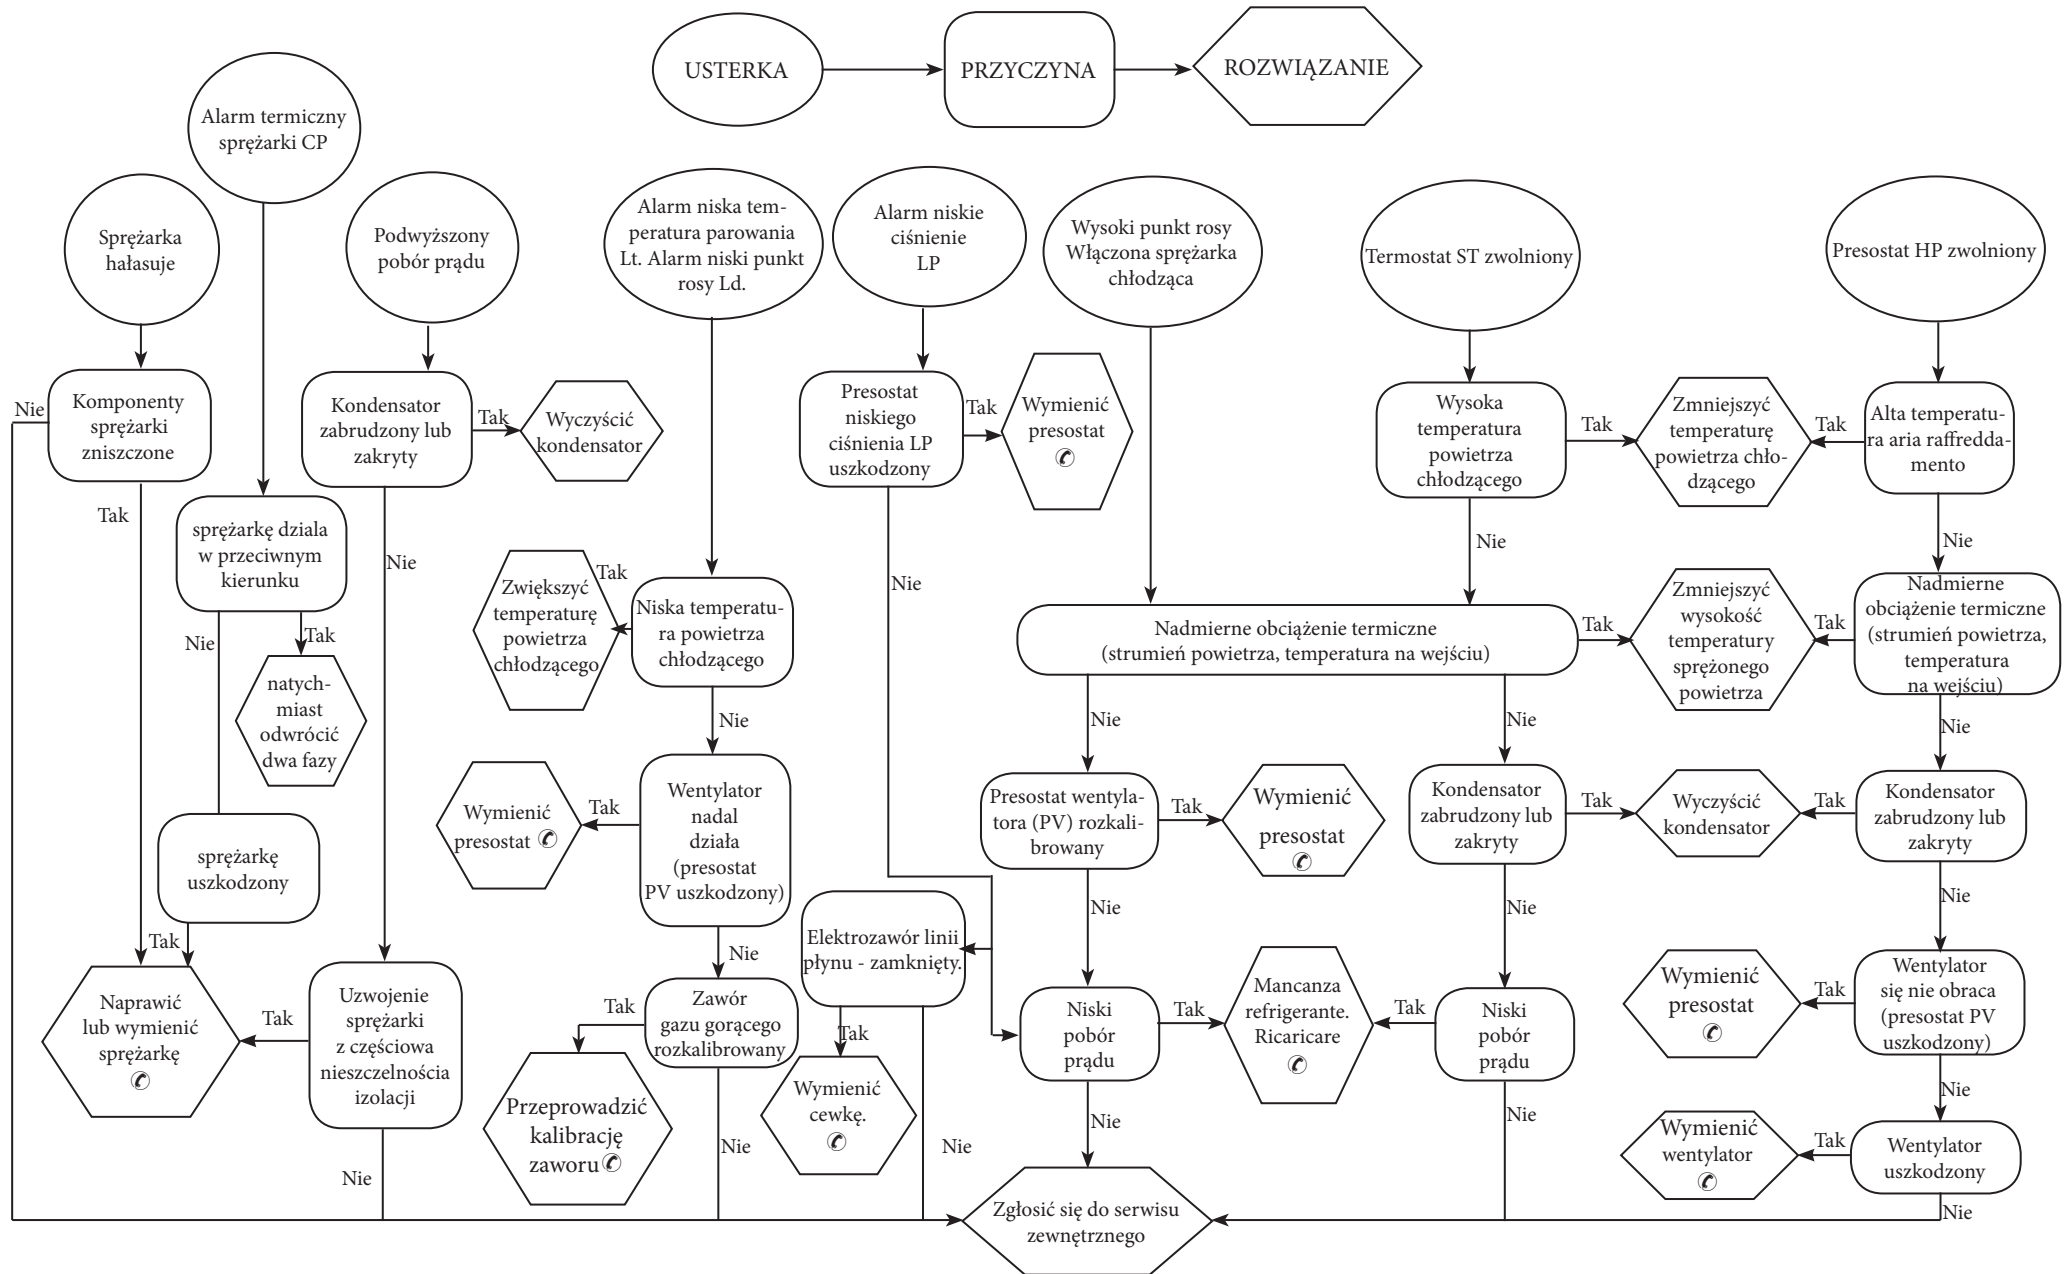 USTERKA
PRZYCZYNA
ROZWIĄZANIE
Alarm termiczny
sprężarki CP
Sprężarka
hałasuje
Podwyższony
pobór prądu
Alarm niska tem-
peratura parowania
Lt. Alarm niski punkt
rosy Ld.
Alarm niskie
ciśnienie
LP
Wysoki punkt rosy
Włączona sprężarka
chłodząca
Termostat ST zwolniony
Presostat HP zwolniony
Nie
Komponenty
sprężarki
zniszczone
Tak
Kondensator
zabrudzony lub
zakryty
Tak
Wyczyścić
kondensator
Presostat
niskiego
ciśnienia LP
uszkodzony
Tak
Wymienić
presostat
Wysoka
temperatura
powietrza
chłodzącego
Tak
Zmniejszyć
temperaturę
powietrza chło-
dzącego
Tak
Alta temperatu-
ra aria raffredda-
mento
sprężarkę dziala
w przeciwnym
kierunku
Nie
Tak
natych-
miast
odwrócić
dwa fazy
Nie
Zwiększyć
temperaturę
powietrza
chłodzącego
Tak
Niska temperatu-
ra powietrza
chłodzącego
Nie
Nie
Nie
Nie
Nadmierne obciążenie termiczne
(strumień powietrza, temperatura na wejściu)
Tak
Zmniejszyć
wysokość
temperatury
sprężonego
powietrza
Tak
Nadmierne
obciążenie termiczne
(strumień powietrza,
temperatura
na wejściu)
Nie
Nie
Nie
sprężarkę
uszkodzony
Tak
Wymienić
presostat
Tak
Wentylator
nadal
działa
(presostat
PV uszkodzony)
Nie
Presostat wentyla-
tora (PV) rozkali-
browany
Tak
Wymienić
presostat
Kondensator
zabrudzony lub
zakryty
Tak
Wyczyścić
kondensator
Tak
Kondensator
zabrudzony lub
zakryty
Nie
Nie
Nie
Naprawić
lub wymienić
sprężarkę
Tak
Uzwojenie
sprężarki
z częściowa
nieszczelnościa
izolacji
Nie
Tak
Zawór
gazu gorącego
rozkalibrowany
Przeprowadzić
kalibrację
zaworu
Nie
Elektrozawór linii
płynu - zamknięty.
Tak
Wymienić
cewkę.
Nie
Niski
pobór
prądu
Tak
Mancanza
refrigerante.
Ricaricare
Tak
Niski
pobór
prądu
Nie
Nie
Wymienić
presostat
Tak
Wentylator
się nie obraca
(presostat PV
uszkodzony)
Nie
Wymienić
wentylator
Tak
Wentylator
uszkodzony
Nie
Zgłosić się do serwisu
zewnętrznego